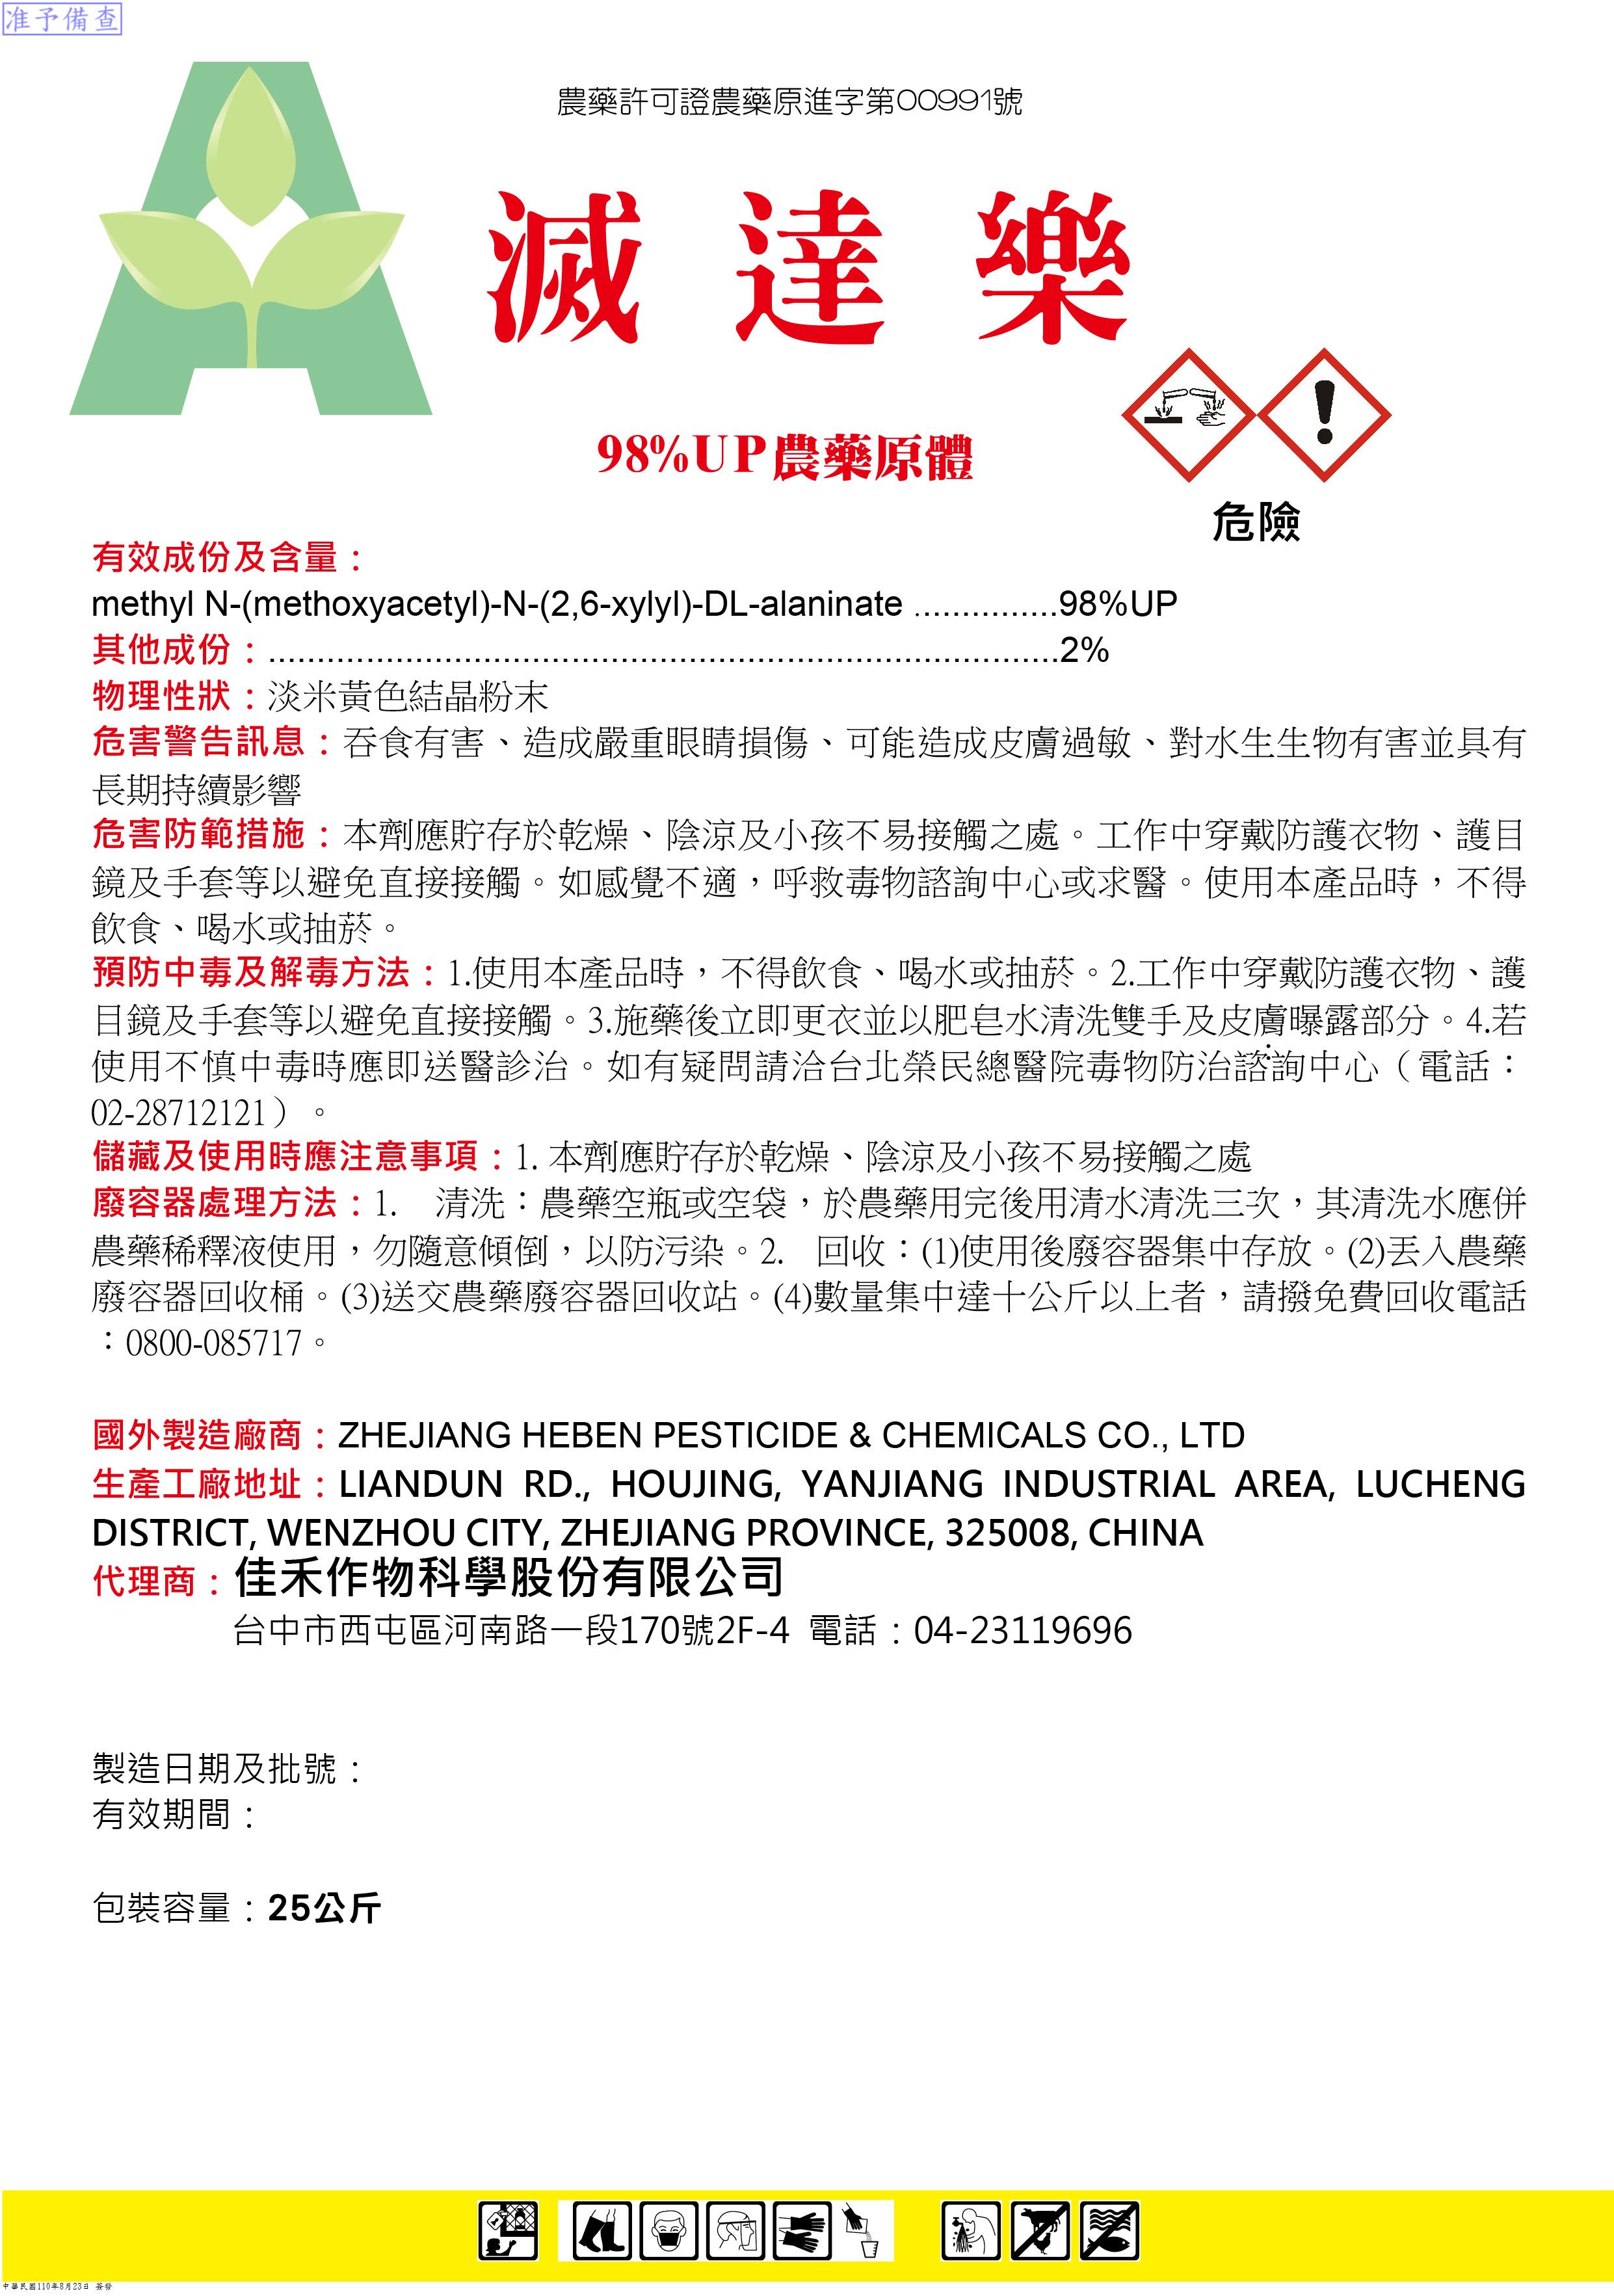 准予備查
農藥許可證農藥原進字第00991號
滅達樂
98%UP農藥原體
危險
有效成份及含量：
methyl N-(methoxyacetyl)-N-(2,6-xylyl)-DL-alaninate ...............98%UP
其他成份：.................................................................................2%
物理性狀：淡米黃色結晶粉末
危害警告訊息：吞食有害、造成嚴重眼睛損傷、可能造成皮膚過敏、對水生生物有害並具有
長期持續影響
危害防範措施：本劑應貯存於乾燥、陰涼及小孩不易接觸之處。工作中穿戴防護衣物、護目
鏡及手套等以避免直接接觸。如感覺不適，呼救毒物諮詢中心或求醫。使用本產品時，不得
飲食、喝水或抽菸。
預防中毒及解毒方法：1.使用本產品時，不得飲食、喝水或抽菸。2.工作中穿戴防護衣物、護
目鏡及手套等以避免直接接觸。3.施藥後立即更衣並以肥皂水清洗雙手及皮膚曝露部分。4.若
使用不慎中毒時應即送醫診治。如有疑問請洽台北榮民總醫院毒物防治諮詢中心（電話：
02-28712121）。
儲藏及使用時應注意事項：1. 本劑應貯存於乾燥、陰涼及小孩不易接觸之處
廢容器處理方法：1. 清洗：農藥空瓶或空袋，於農藥用完後用清水清洗三次，其清洗水應併
農藥稀釋液使用，勿隨意傾倒，以防污染。2. 回收：(1)使用後廢容器集中存放。(2)丟入農藥
廢容器回收桶。(3)送交農藥廢容器回收站。(4)數量集中達十公斤以上者，請撥免費回收電話
：0800-085717。
國外製造廠商：ZHEJIANG HEBEN PESTICIDE & CHEMICALS CO., LTD
生產工廠地址：LIANDUN RD., HOUJING, YANJIANG INDUSTRIAL AREA, LUCHENG
DISTRICT, WENZHOU CITY, ZHEJIANG PROVINCE, 325008, CHINA
代理商：佳禾作物科學股份有限公司
台中市西屯區河南路一段170號2F-4 電話：04-23119696
製造日期及批號：
有效期間：
包裝容量：25公斤
中華民國110年8月23日 簽發